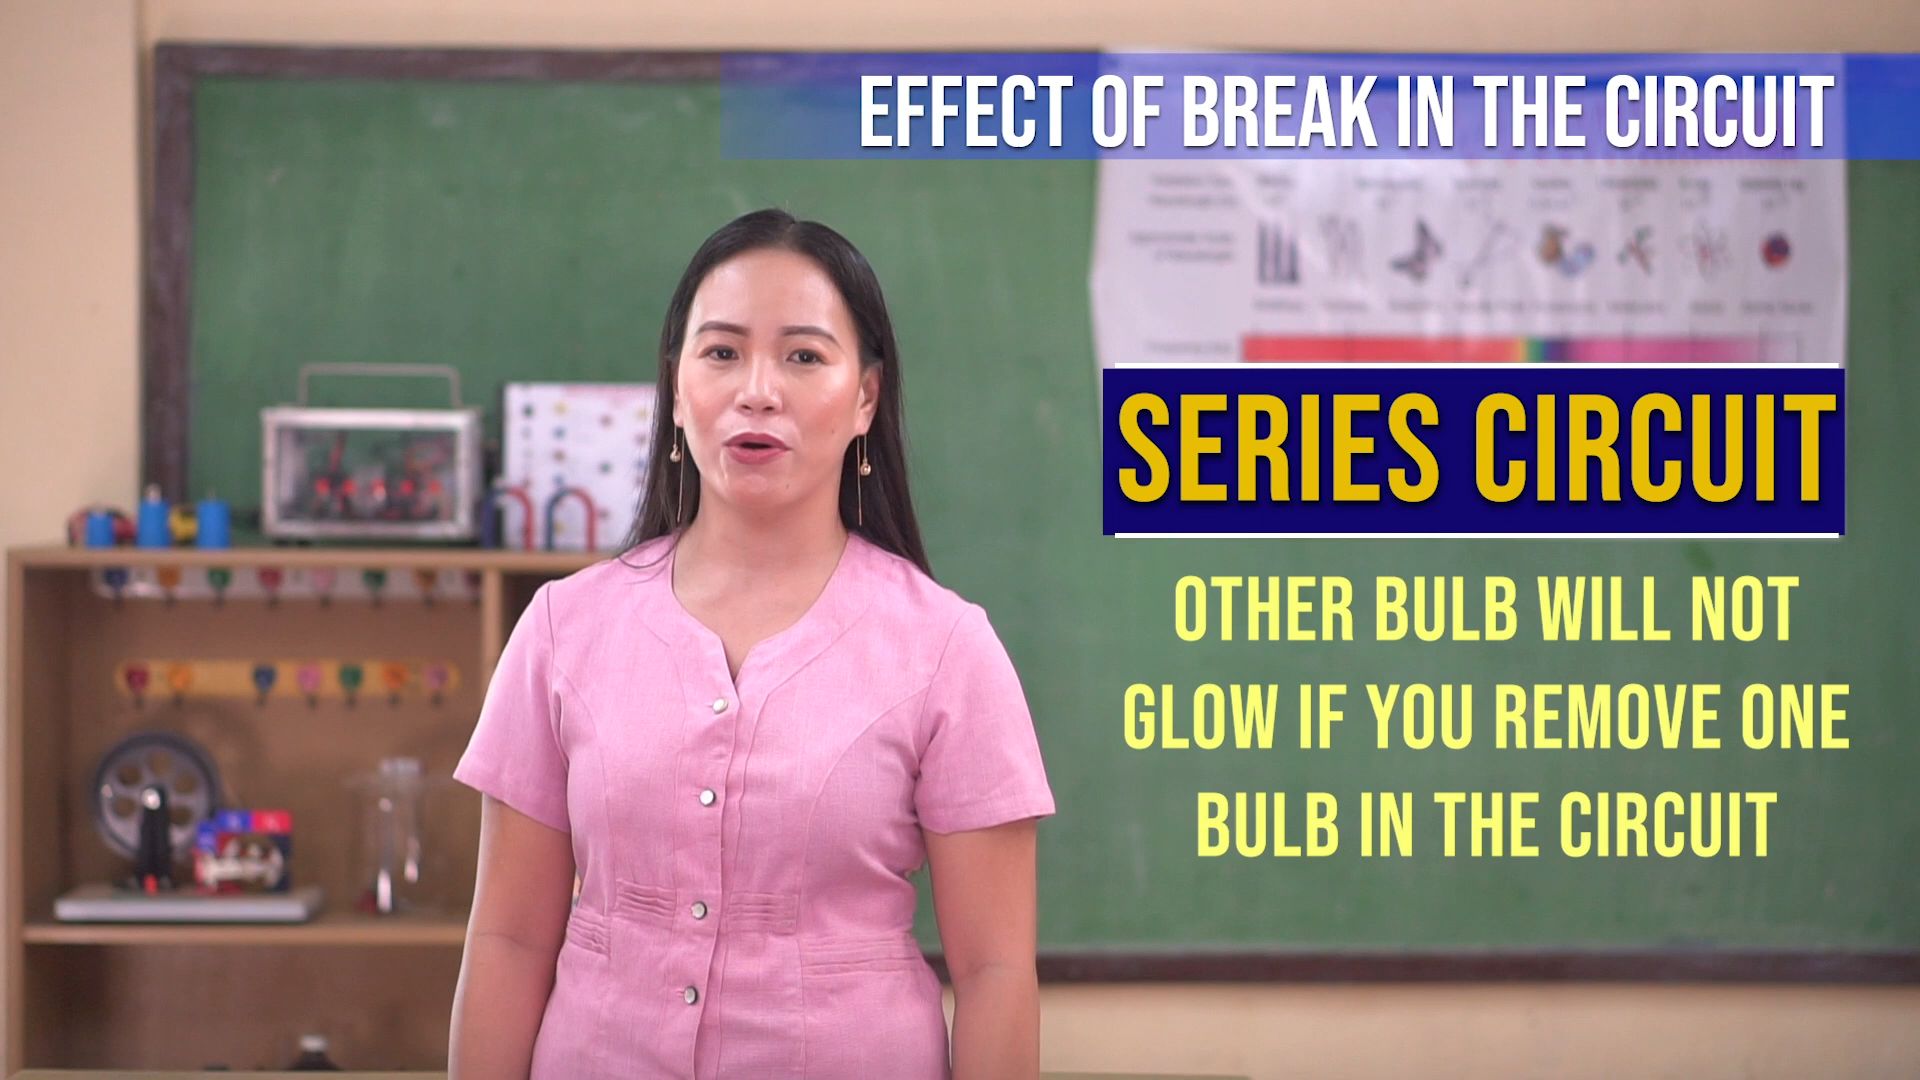 EFFECT OF BREAK IN THE CIRCUIT
SERIES CIRCUIT
OTHER BULB WILL NOT
GLOW IF YOU REMOVE ONE
BULB IN THE CIRCUIT